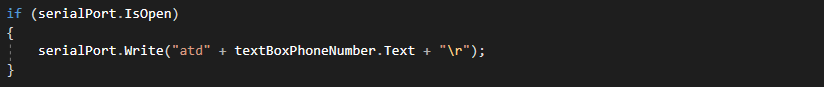 if (serialPort.IsOpen)
{
    serialPort.Write("atd" + textBoxPhoneNumber.Text + "\r");
}